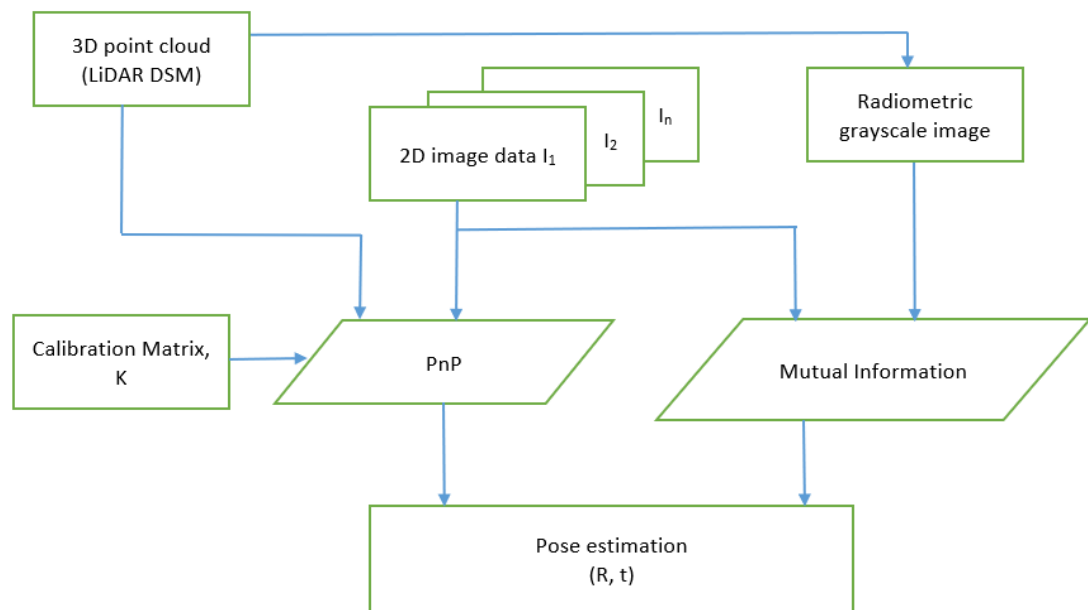 3D point cloud
(LiDAR DSM)
2D image data I₁
I₂
Iₙ
Radiometric
grayscale image
Calibration Matrix,
K
PnP
Mutual Information
Pose estimation
(R, t)